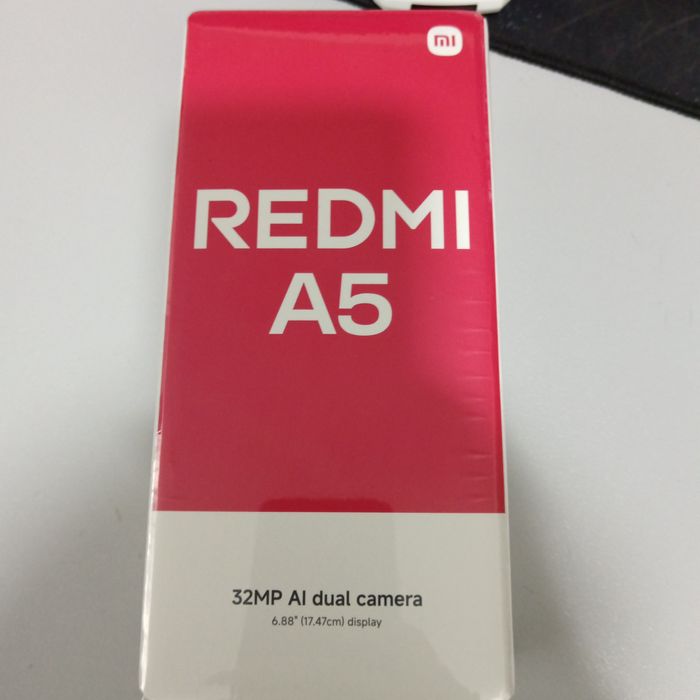 mi
REDMI
A5
32MP AI dual camera
6.88" (17.47cm) display